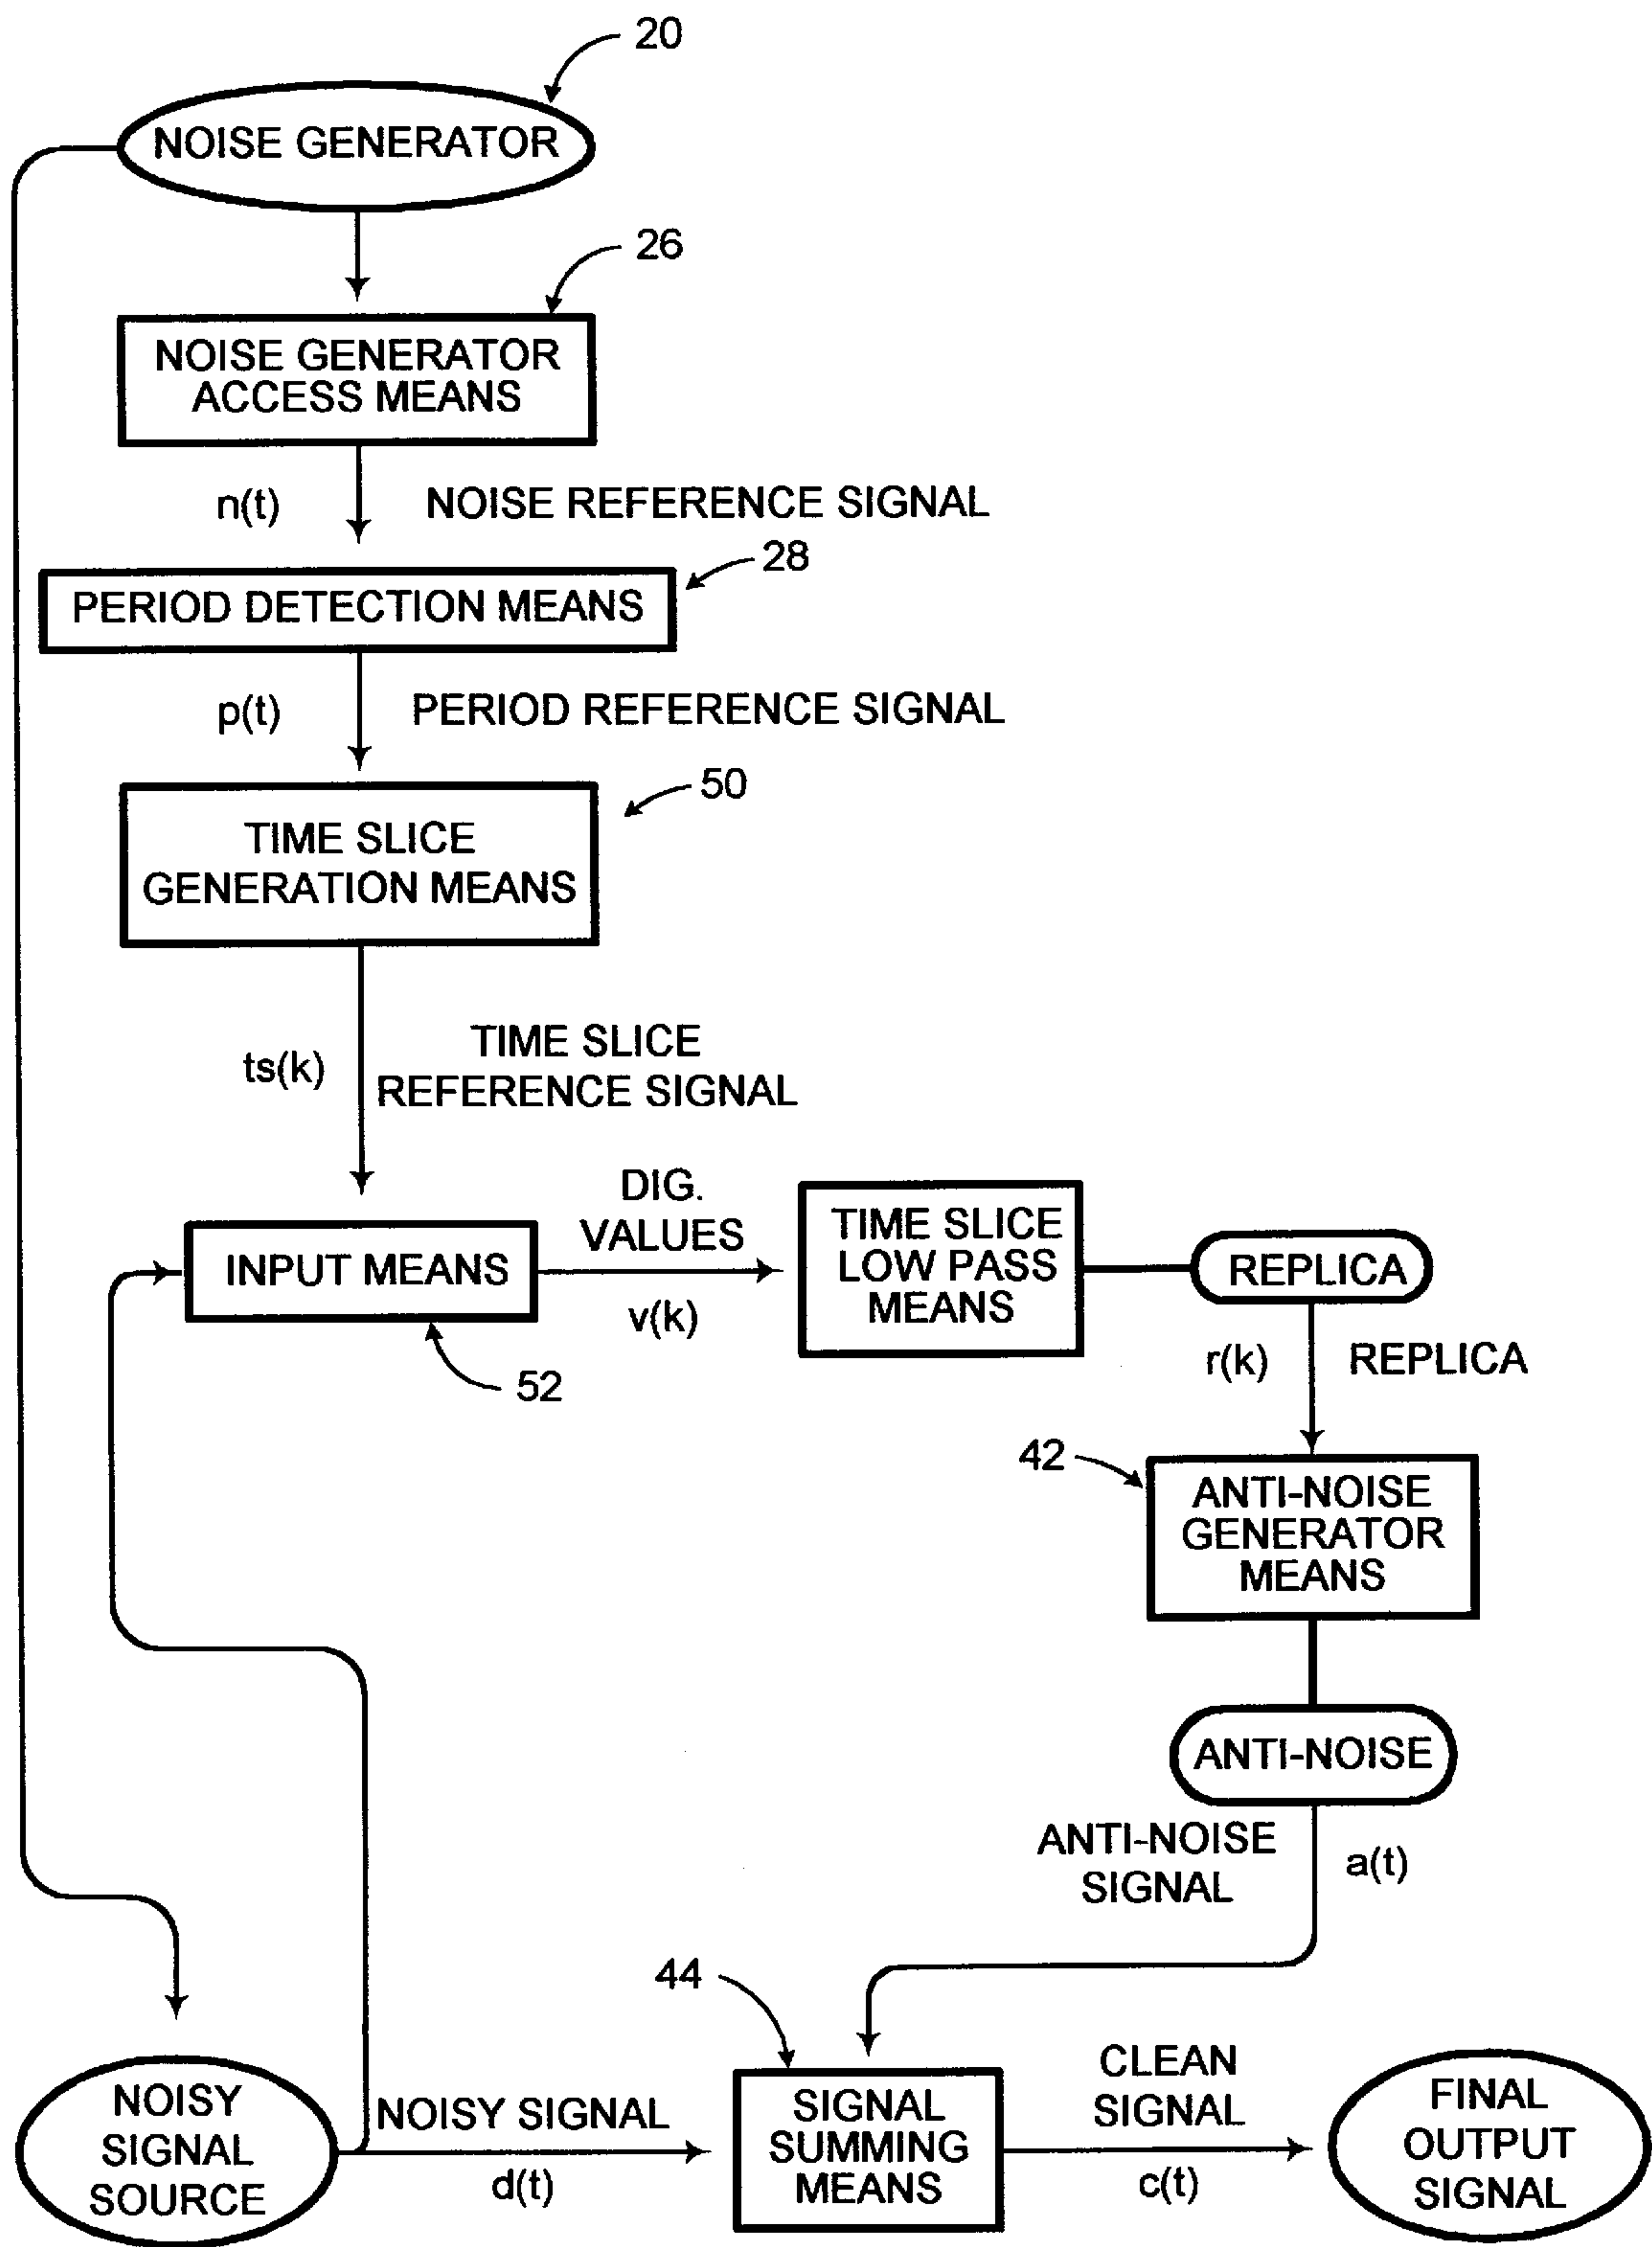 20
NOISE GENERATOR
26
NOISE GENERATOR
ACCESS MEANS
n(t)
NOISE REFERENCE SIGNAL
28
PERIOD DETECTION MEANS
p(t)
PERIOD REFERENCE SIGNAL
50
TIME SLICE
GENERATION MEANS
ts(k)
TIME SLICE
REFERENCE SIGNAL
INPUT MEANS
52
DIG.
VALUES
v(k)
TIME SLICE
LOW PASS
MEANS
REPLICA
r(k)
REPLICA
42
ANTI-NOISE
GENERATOR
MEANS
ANTI-NOISE
ANTI-NOISE
SIGNAL
a(t)
NOISY
SIGNAL
SOURCE
NOISY SIGNAL
d(t)
44
SIGNAL
SUMMING
MEANS
CLEAN
SIGNAL
c(t)
FINAL
OUTPUT
SIGNAL